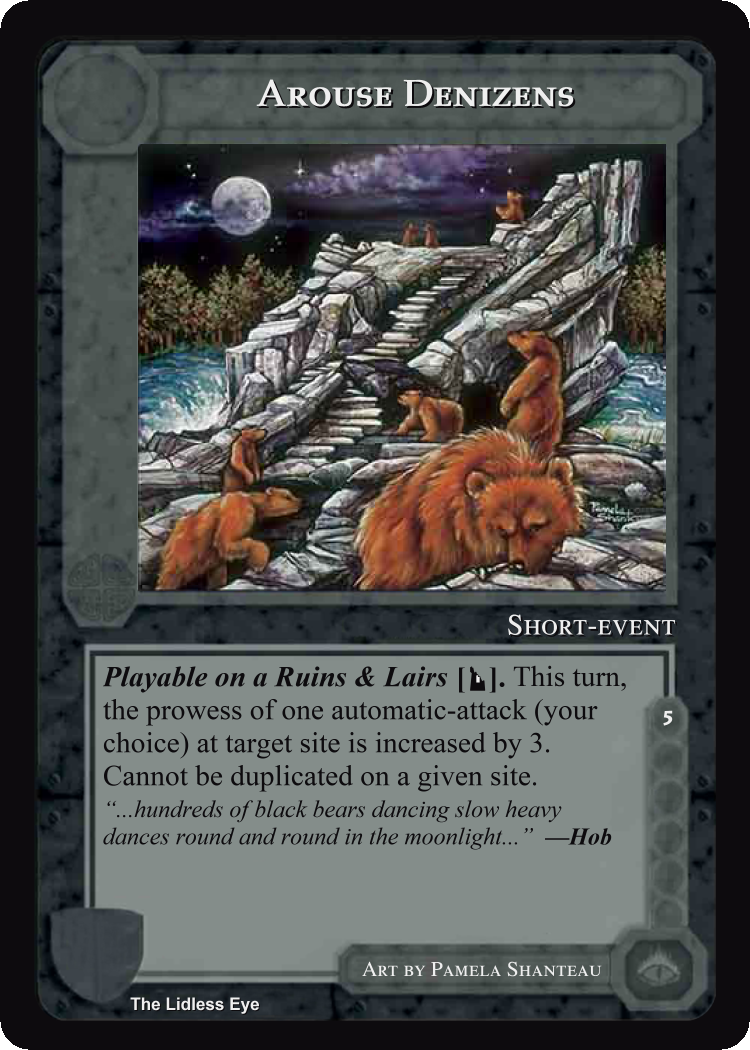 AROUSE DENIZENS
Pamela
Shant
SHORT-EVENT
Playable on a Ruins & Lairs [ ]. This turn,
the prowess of one automatic-attack (your
choice) at target site is increased by 3.
Cannot be duplicated on a given site.
“...hundreds of black bears dancing slow heavy
dances round and round in the moonlight...” —Hob
5
ART BY PAMELA SHANTEAU
The Lidless Eye